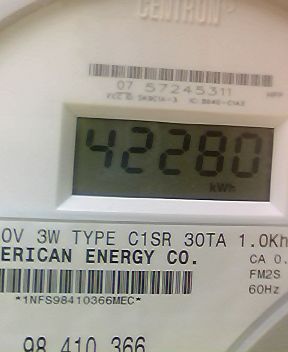 CENTRON
07 57245311
42280
kWh
0V 3W TYPE C1SR 30TA 1.0Kh
ERICAN ENERGY CO.
CA 0.
FM2S
60Hz
*1NFS98410366MEC*
98 410 366